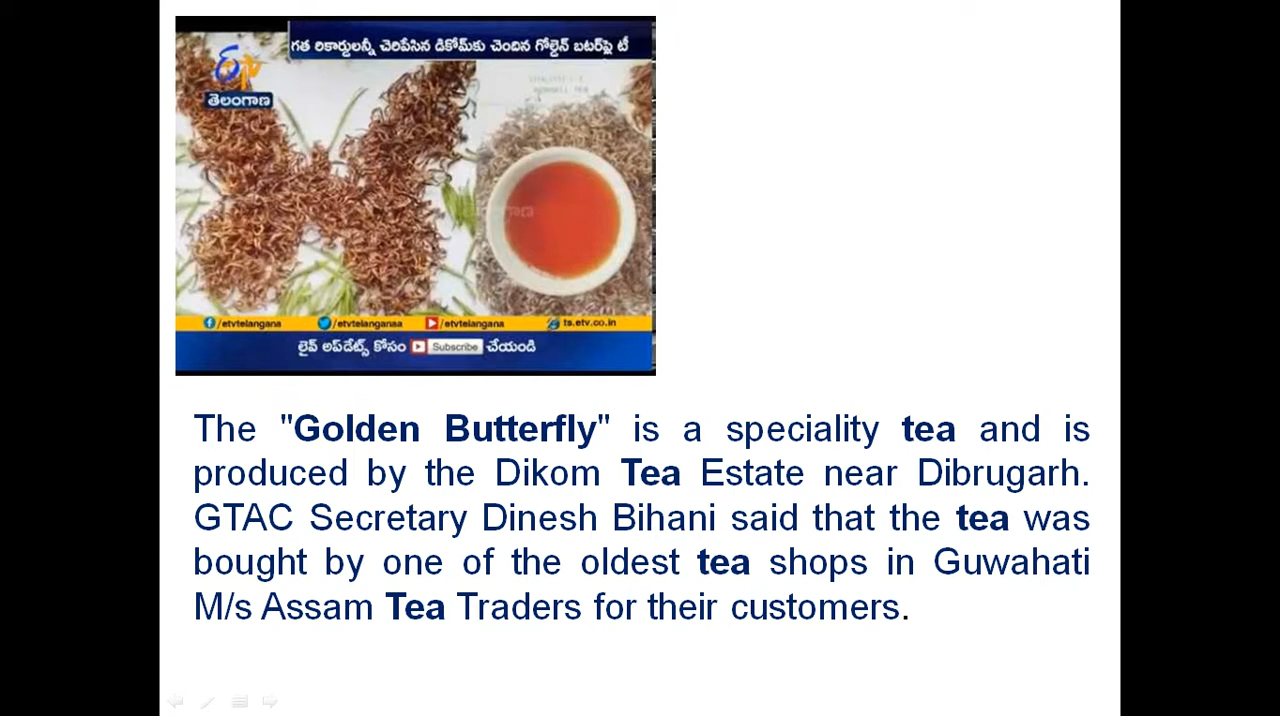 గత రికార్డులన్నీ చెరిపేసిన డికోమ్‌కు చెందిన గోల్డెన్ బటర్‌ఫ్లై టీ
ETV
తెలంగాణ
/etvtelangana /etvtelanganaa /etvtelangana ts.etv.co.in
లైవ్ అప్‌డేట్స్ కోసం Subscribe చేయండి
The "Golden Butterfly" is a speciality tea and is
produced by the Dikom Tea Estate near Dibrugarh.
GTAC Secretary Dinesh Bihani said that the tea was
bought by one of the oldest tea shops in Guwahati
M/s Assam Tea Traders for their customers.